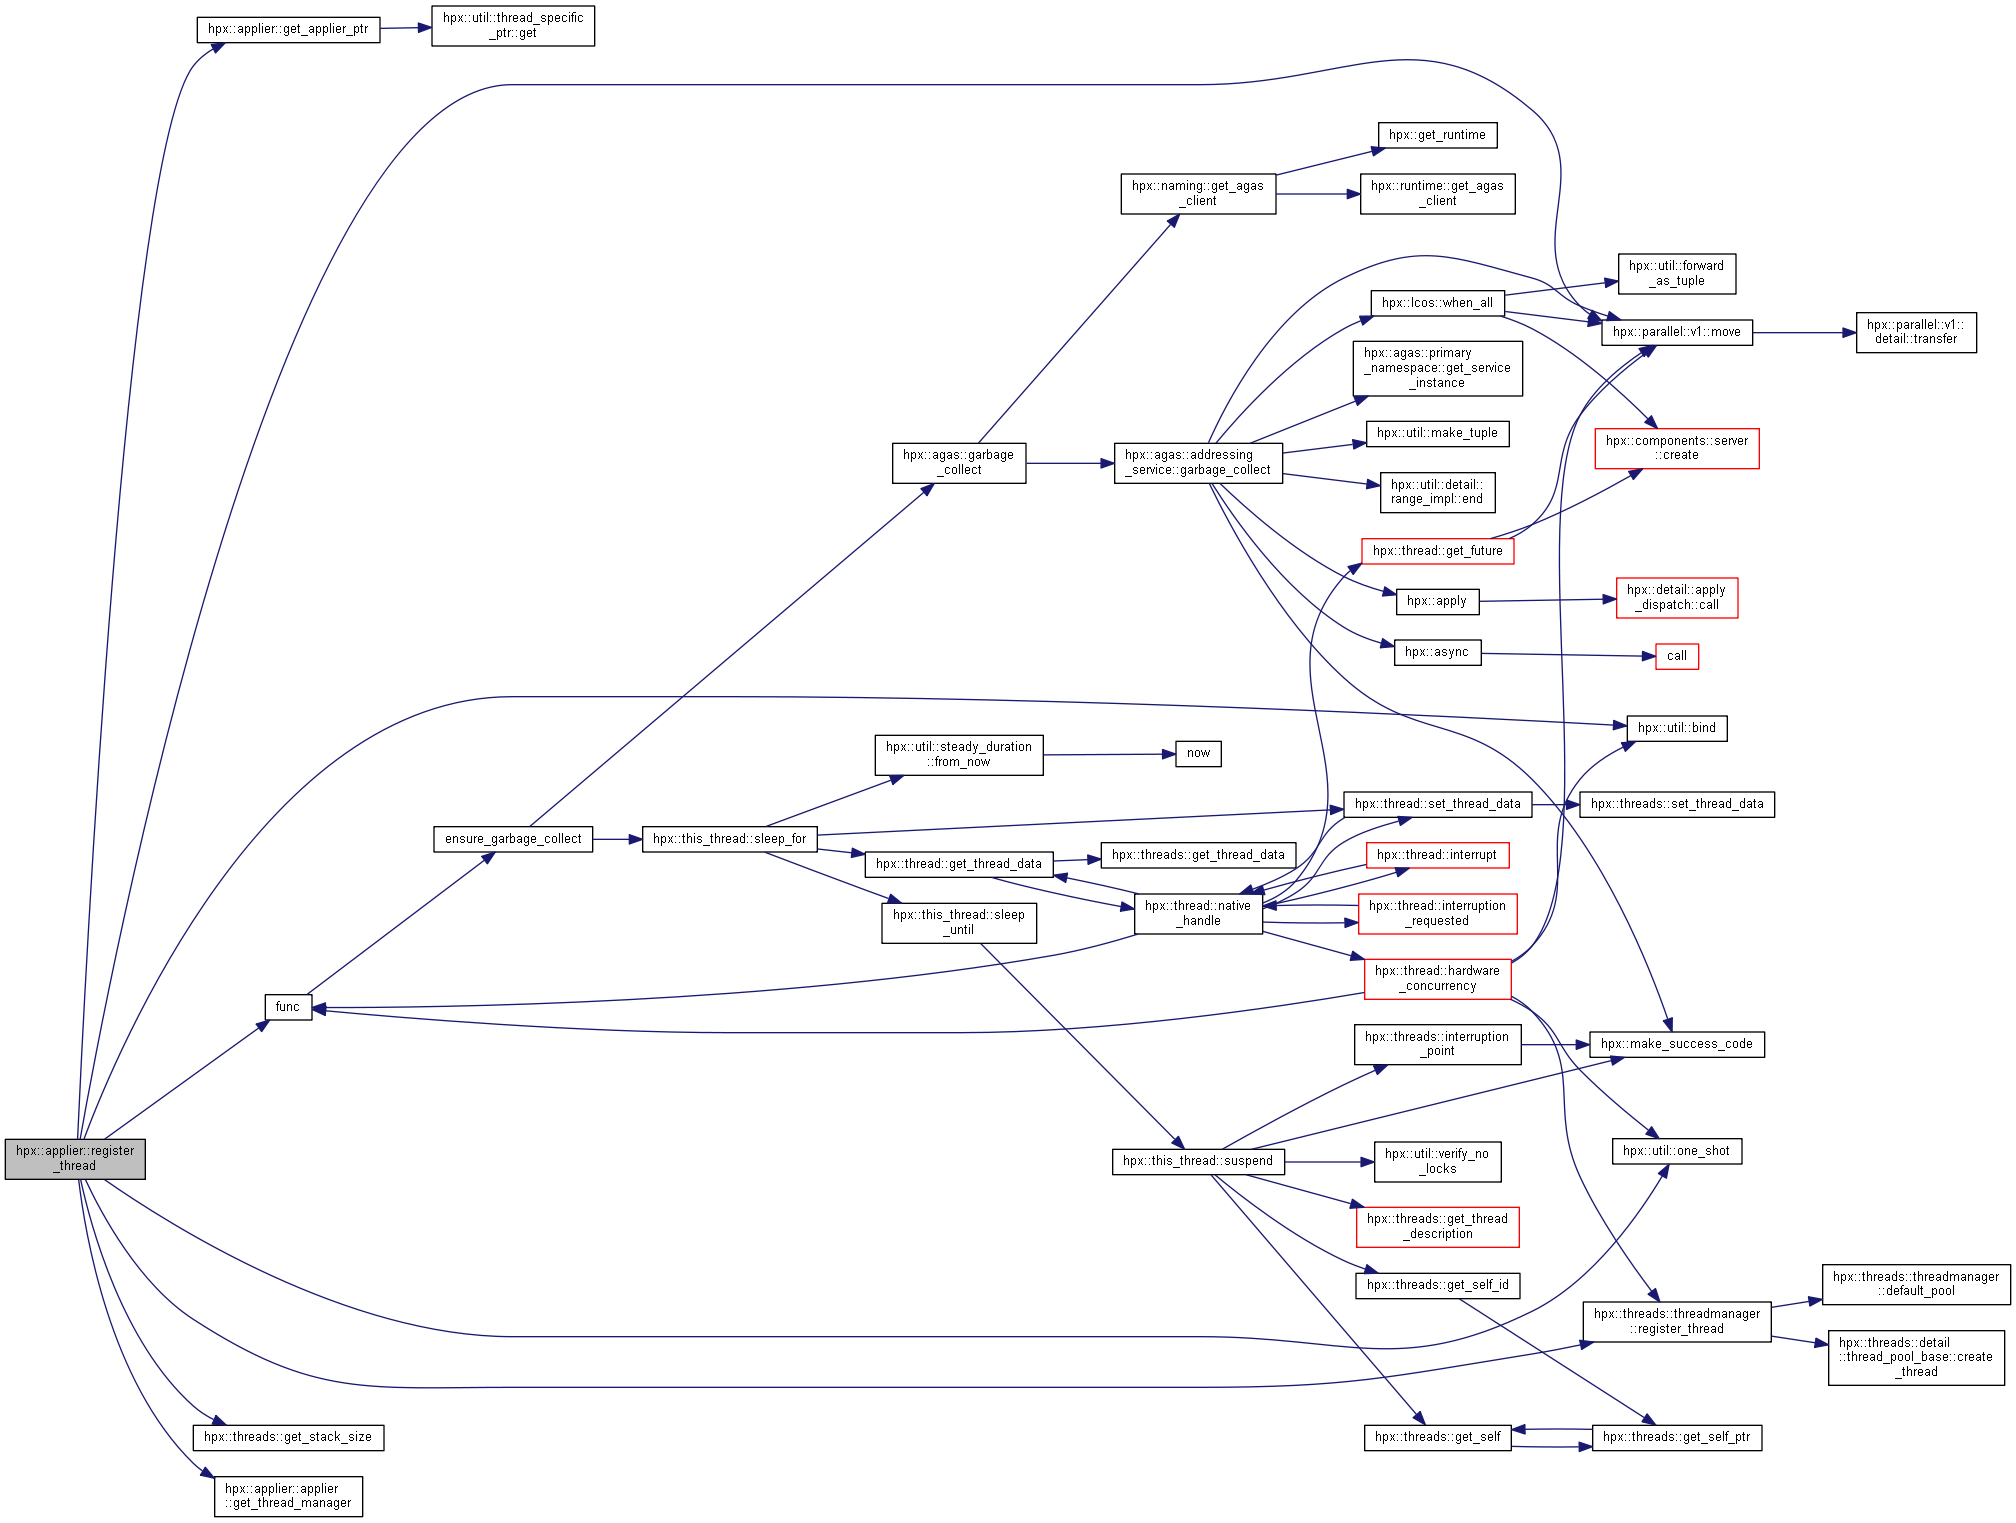 hpx::applier::get_applier_ptr
hpx::util::thread_specific
_ptr::get
hpx::get_runtime
hpx::naming::get_agas
_client
hpx::runtime::get_agas
_client
hpx::util::forward
_as_tuple
hpx::lcos::when_all
hpx::parallel::v1::move
hpx::parallel::v1::
detail::transfer
hpx::agas::primary
_namespace::get_service
_instance
hpx::util::make_tuple
hpx::components::server
::create
hpx::agas::garbage
_collect
hpx::agas::addressing
_service::garbage_collect
hpx::util::detail::
range_impl::end
hpx::thread::get_future
hpx::apply
hpx::detail::apply
_dispatch::call
hpx::async
call
hpx::util::bind
hpx::util::steady_duration
::from_now
now
hpx::thread::set_thread_data
hpx::threads::set_thread_data
ensure_garbage_collect
hpx::this_thread::sleep_for
hpx::thread::get_thread_data
hpx::threads::get_thread_data
hpx::thread::interrupt
hpx::this_thread::sleep
_until
hpx::thread::native
_handle
hpx::thread::interruption
_requested
hpx::thread::hardware
_concurrency
func
hpx::threads::interruption
_point
hpx::make_success_code
hpx::applier::register
_thread
hpx::this_thread::suspend
hpx::util::verify_no
_locks
hpx::util::one_shot
hpx::threads::get_thread
_description
hpx::threads::get_self_id
hpx::threads::threadmanager
::default_pool
hpx::threads::threadmanager
::register_thread
hpx::threads::detail
::thread_pool_base::create
_thread
hpx::threads::get_stack_size
hpx::threads::get_self
hpx::threads::get_self_ptr
hpx::applier::applier
::get_thread_manager